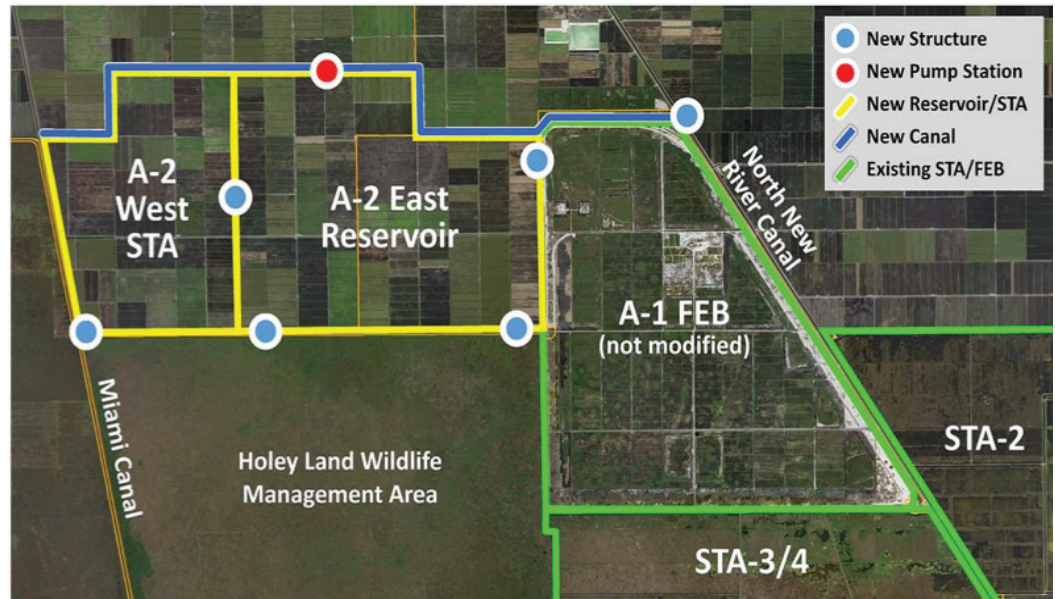 New Structure
New Pump Station
New Reservoir/STA
New Canal
Existing STA/FEB
A-2
West
STA
A-2 East
Reservoir
North New
River Canal
A-1 FEB
(not modified)
Miami Canal
Holey Land Wildlife
Management Area
STA-2
STA-3/4